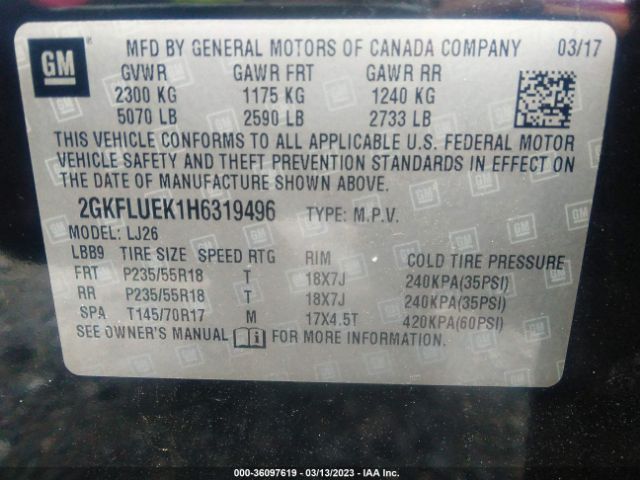 GM
MFD BY GENERAL MOTORS OF CANADA COMPANY 03/17
GVWR GAWR FRT GAWR RR
2300 KG 1175 KG 1240 KG
5070 LB 2590 LB 2733 LB
THIS VEHICLE CONFORMS TO ALL APPLICABLE U.S. FEDERAL MOTOR
VEHICLE SAFETY AND THEFT PREVENTION STANDARDS IN EFFECT ON
THE DATE OF MANUFACTURE SHOWN ABOVE.
2GKFLUEK1H6319496 TYPE: M.P.V.
MODEL: LJ26
LBB9 TIRE SIZE SPEED RTG RIM COLD TIRE PRESSURE
FRT P235/55R18 T 18X7J 240KPA(35PSI)
RR P235/55R18 T 18X7J 240KPA(35PSI)
SPA T145/70R17 M 17X4.5T 420KPA(60PSI)
SEE OWNER'S MANUAL FOR MORE INFORMATION.
000-36097619 — 03/13/2023 — IAA Inc.